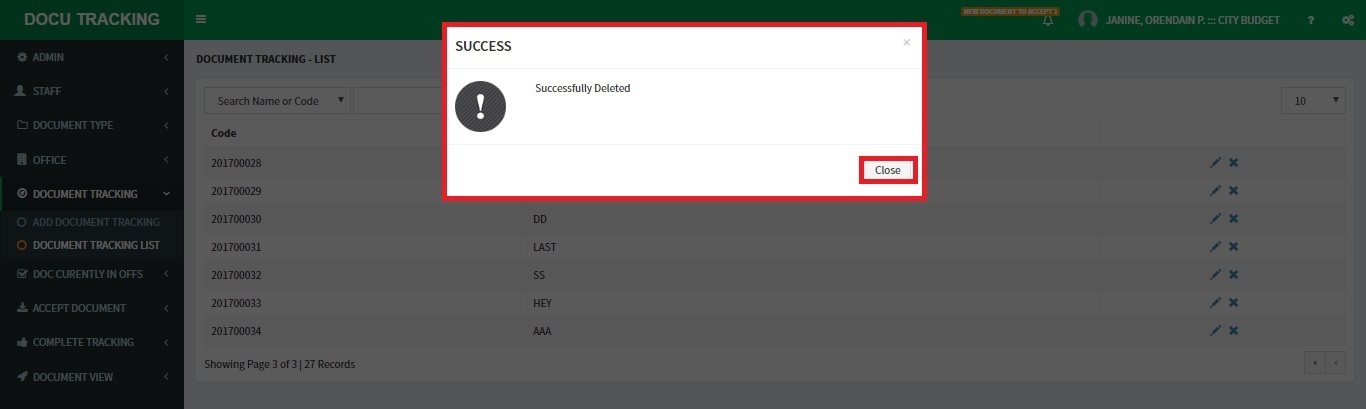 DOCU TRACKING
NEW DOCUMENT TO ACCEPT 1
JANINE, ORENDAIN P. ::: CITY BUDGET
?
ADMIN
STAFF
DOCUMENT TYPE
OFFICE
DOCUMENT TRACKING
ADD DOCUMENT TRACKING
DOCUMENT TRACKING LIST
DOC CURENTLY IN OFFS
ACCEPT DOCUMENT
COMPLETE TRACKING
DOCUMENT VIEW
DOCUMENT TRACKING - LIST
Search Name or Code
10
Code
201700028
201700029
201700030 DD
201700031 LAST
201700032 SS
201700033 HEY
201700034 AAA
Showing Page 3 of 3 | 27 Records
« ‹
SUCCESS
×
!
Successfully Deleted
Close